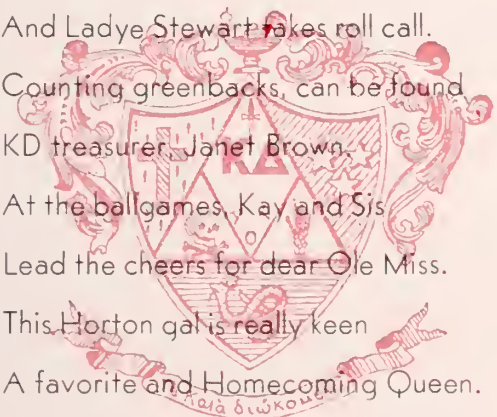 And Ladye Stewart takes roll call.
Counting greenbacks, can be found
KD treasurer, Janet Brown.
At the ballgames, Kay and Sis
Lead the cheers for dear Ole Miss.
This Horton gal is really keen
A favorite and Homecoming Queen.
ΚΔ
διώκομεν